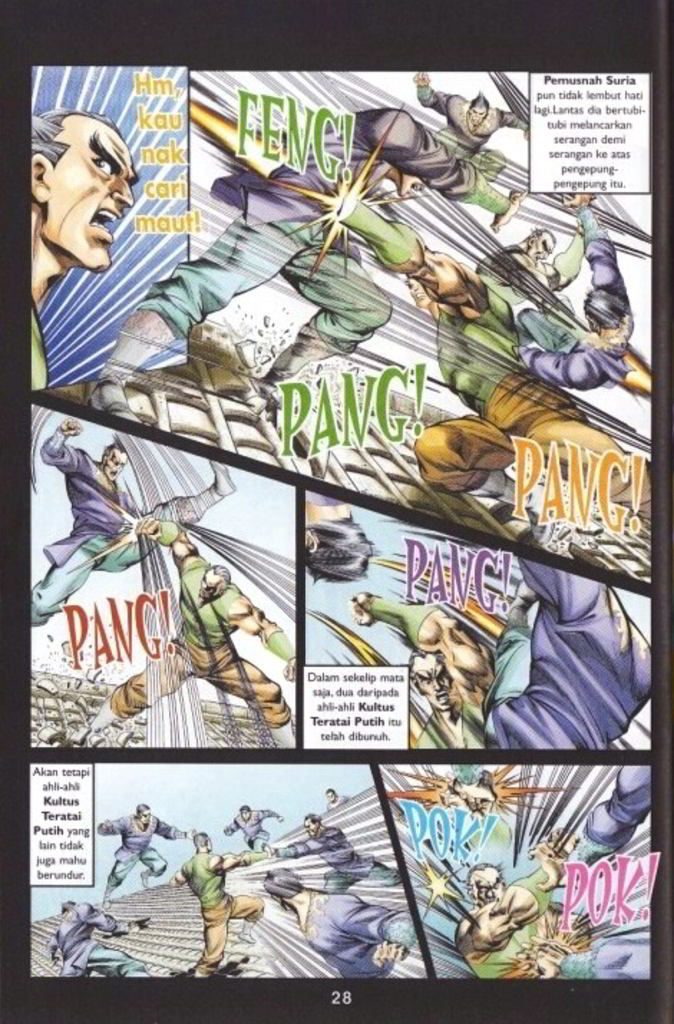 Hm,
kau
nak
cari
maut!
FENG!
Pemusnah Suria
pun tidak lembut hati
lagi.Lantas dia bertubi-
tubi melancarkan
serangan demi
serangan ke atas
pengepung-
pengepung itu.
PANG!
PANG!
PANG!
PANG!
Dalam sekelip mata
saja, dua daripada
ahli-ahli Kultus
Teratai Putih itu
telah dibunuh.
Akan tetapi
ahli-ahli
Kultus
Teratai
Putih yang
lain tidak
juga mahu
berundur.
POK!
POK!
28